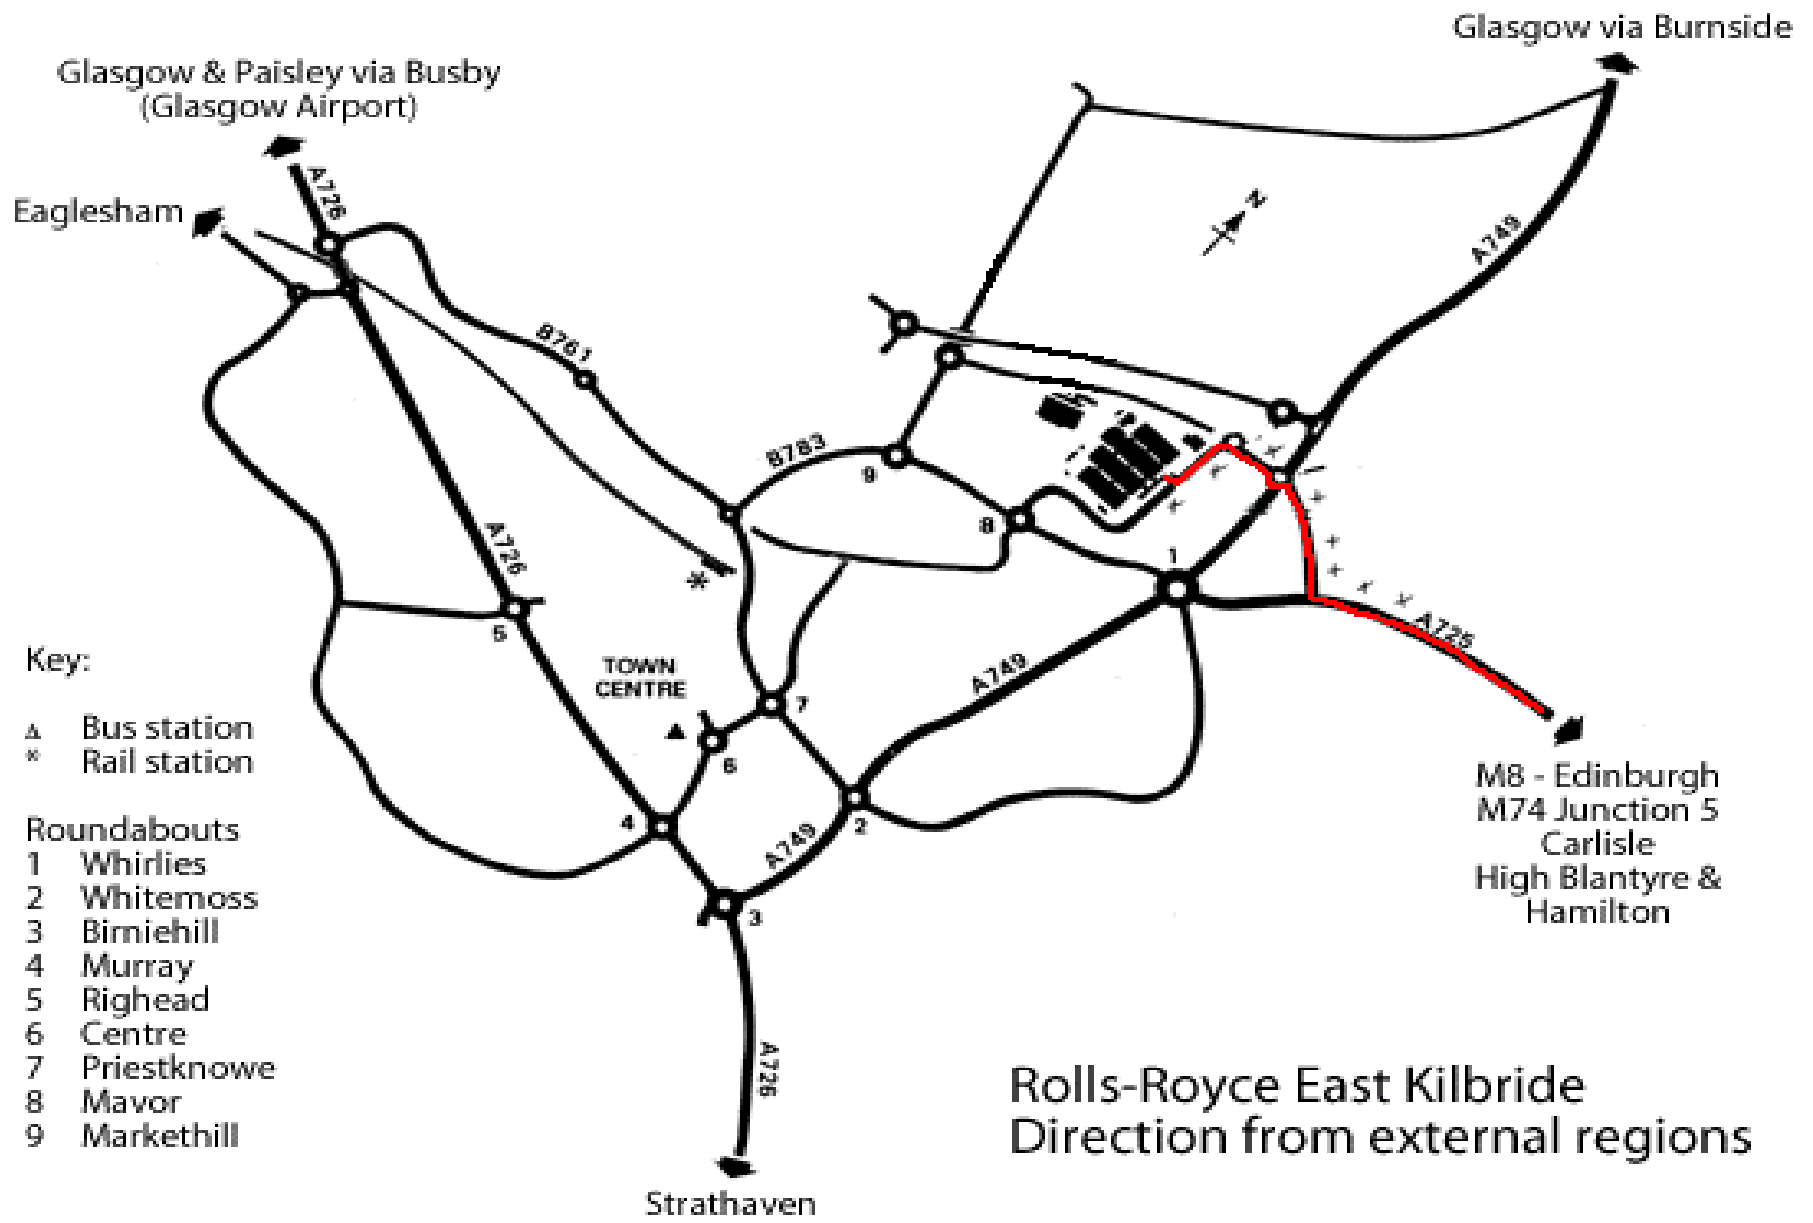 Glasgow via Burnside
Glasgow & Paisley via Busby
(Glasgow Airport)
A726
Eaglesham
N
A749
B761
B783
9
8
1
A726
*
5
A725
Key:
TOWN
CENTRE
A749
7
Bus station
* Rail station
6
M8 - Edinburgh
M74 Junction 5
Carlisle
High Blantyre &
Hamilton
4
2
A749
Roundabouts
1 Whirlies
2 Whitemoss
3 Birniehill
4 Murray
5 Righead
6 Centre
7 Priestknowe
8 Mavor
9 Markethill
3
A726
Rolls-Royce East Kilbride
Direction from external regions
Strathaven